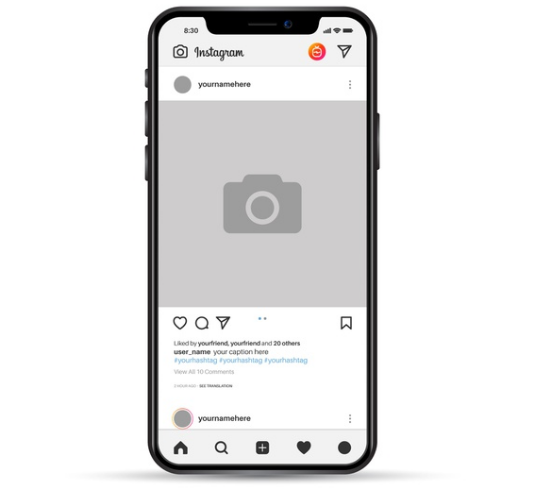 8:30
Instagram
yournamehere
Liked by yourfriend, yourfriend and 20 others
user_name your caption here
#yourhashtag #yourhashtag #yourhashtag
View All 10 Comments
SEE TRANSLATION
yournamehere